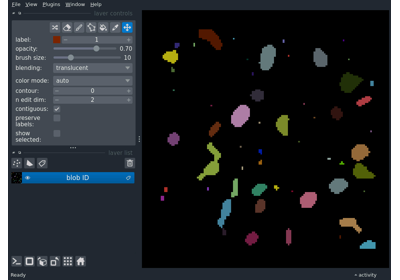 File View Plugins Window Help
layer controls
label: 1
opacity: 0.70
brush size: 10
blending: translucent
color mode: auto
contour: 0
n edit dim: 2
contiguous:
preserve
labels:
show
selected:
layer list
blob ID
Ready
activity